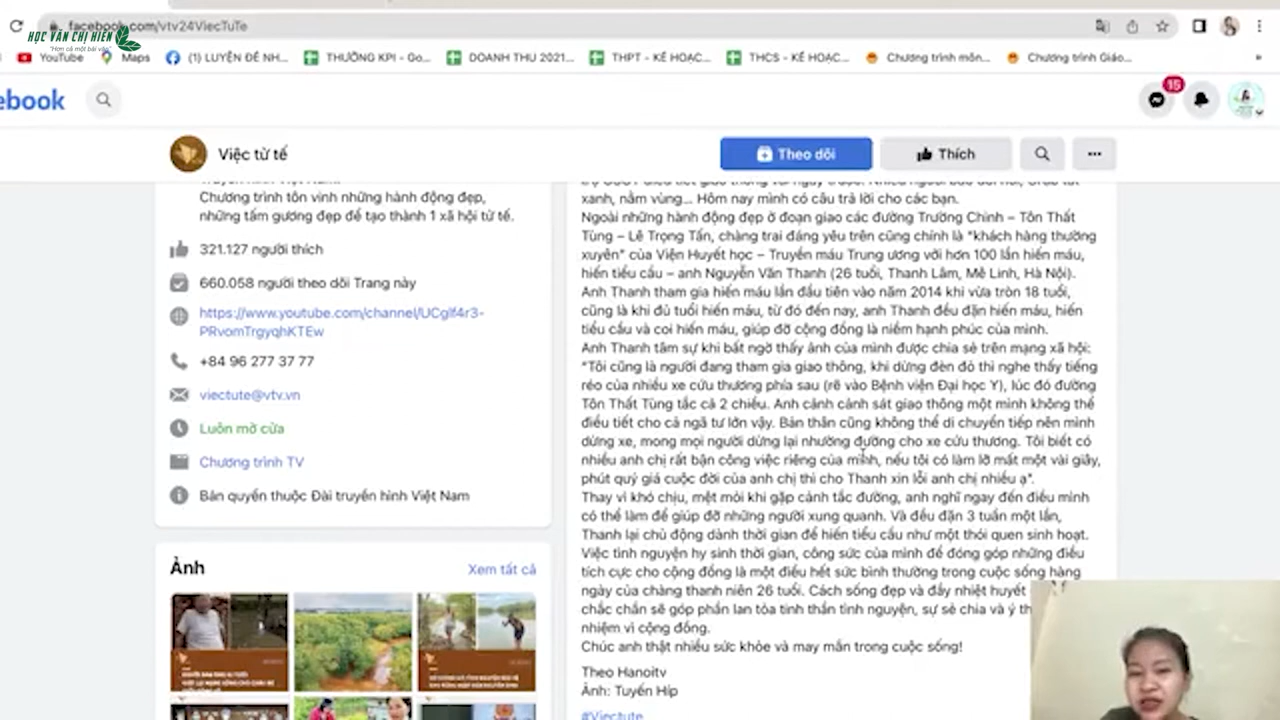 facebook.com/vtv24ViecTuTe
HỌC VĂN CHỊ HIÊN
"Hơn cả một bài văn"
YouTube
Maps
(1) LUYỆN ĐỀ NH...
THƯỞNG KPI - Go...
DOANH THU 2021...
THPT - KẾ HOẠC...
THCS - KẾ HOẠC...
Chương trình môn...
Chương trình Giáo...
»
ebook
15
Việc tử tế
Theo dõi
Thích
Chương trình tôn vinh những hành động đẹp,
những tấm gương đẹp để tạo thành 1 xã hội tử tế.
321.127 người thích
660.058 người theo dõi Trang này
https://www.youtube.com/channel/UCglf4r3-
PRvomTrgyqhKTEw
+84 96 277 37 77
viectute@vtv.vn
Luôn mở cửa
Chương trình TV
Bản quyền thuộc Đài truyền hình Việt Nam
Ảnh
Xem tất cả
xanh, nằm vùng... Hôm nay mình có câu trả lời cho các bạn.
Ngoài những hành động đẹp ở đoạn giao các đường Trường Chinh – Tôn Thất
Tùng – Lê Trọng Tấn, chàng trai đáng yêu trên cũng chính là "khách hàng thường
xuyên" của Viện Huyết học – Truyền máu Trung ương với hơn 100 lần hiến máu,
hiến tiểu cầu – anh Nguyễn Văn Thanh (26 tuổi, Thanh Lâm, Mê Linh, Hà Nội).
Anh Thanh tham gia hiến máu lần đầu tiên vào năm 2014 khi vừa tròn 18 tuổi,
cũng là khi đủ tuổi hiến máu, từ đó đến nay, anh Thanh đều đặn hiến máu, hiến
tiểu cầu và coi hiến máu, giúp đỡ cộng đồng là niềm hạnh phúc của mình.
Anh Thanh tâm sự khi bất ngờ thấy ảnh của mình được chia sẻ trên mạng xã hội:
"Tôi cũng là người đang tham gia giao thông, khi dừng đèn đỏ thì nghe thấy tiếng
réo của nhiều xe cứu thương phía sau (rẽ vào Bệnh viện Đại học Y), lúc đó đường
Tôn Thất Tùng tắc cả 2 chiều. Anh cảnh cảnh sát giao thông một mình không thể
điều tiết cho cả ngã tư lớn vậy. Bản thân cũng không thể di chuyển tiếp nên mình
dừng xe, mong mọi người dừng lại nhường đường cho xe cứu thương. Tôi biết có
nhiều anh chị rất bận công việc riêng của mình, nếu tôi có làm lỡ mất một vài giây,
phút quý giá cuộc đời của anh chị thì cho Thanh xin lỗi anh chị nhiều ạ".
Thay vì khó chịu, mệt mỏi khi gặp cảnh tắc đường, anh nghĩ ngay đến điều mình
có thể làm để giúp đỡ những người xung quanh. Và đều đặn 3 tuần một lần,
Thanh lại chủ động dành thời gian để hiến tiểu cầu như một thói quen sinh hoạt.
Việc tình nguyện hy sinh thời gian, công sức của mình để đóng góp những điều
tích cực cho cộng đồng là một điều hết sức bình thường trong cuộc sống hàng
ngày của chàng thanh niên 26 tuổi. Cách sống đẹp và đầy nhiệt huyết
chắc chắn sẽ góp phần lan tỏa tinh thần tình nguyện, sự sẻ chia và ý
nhiệm vì cộng đồng.
Chúc anh thật nhiều sức khỏe và may mắn trong cuộc sống!
Theo Hanoitv
Ảnh: Tuyến Híp
#Viectute